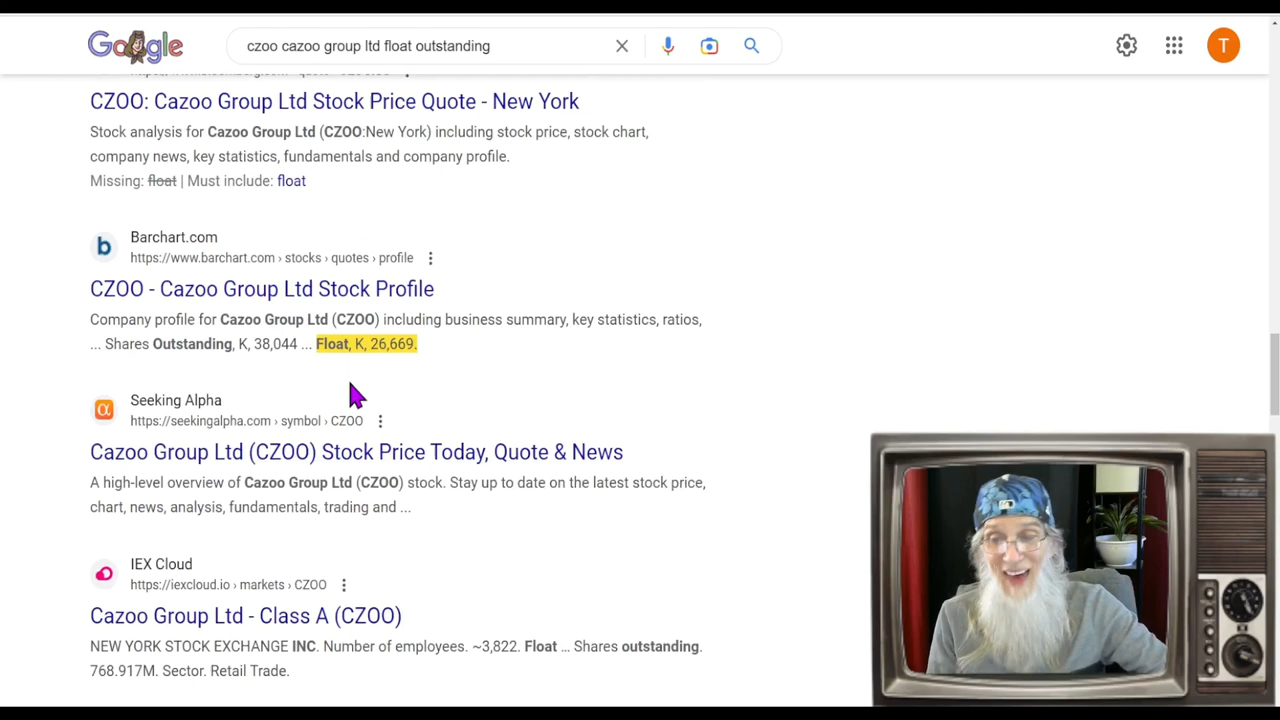 Google
czoo cazoo group ltd float outstanding
T
CZOO: Cazoo Group Ltd Stock Price Quote - New York
Stock analysis for Cazoo Group Ltd (CZOO:New York) including stock price, stock chart,
company news, key statistics, fundamentals and company profile.
Missing: float | Must include: float
b
Barchart.com
https://www.barchart.com › stocks › quotes › profile
CZOO - Cazoo Group Ltd Stock Profile
Company profile for Cazoo Group Ltd (CZOO) including business summary, key statistics, ratios,
... Shares Outstanding, K, 38,044 ... Float, K, 26,669.
α
Seeking Alpha
https://seekingalpha.com › symbol › CZOO
Cazoo Group Ltd (CZOO) Stock Price Today, Quote & News
A high-level overview of Cazoo Group Ltd (CZOO) stock. Stay up to date on the latest stock price,
chart, news, analysis, fundamentals, trading and ...
IEX Cloud
https://iexcloud.io › markets › CZOO
Cazoo Group Ltd - Class A (CZOO)
NEW YORK STOCK EXCHANGE INC. Number of employees. ~3,822. Float ... Shares outstanding.
768.917M. Sector. Retail Trade.